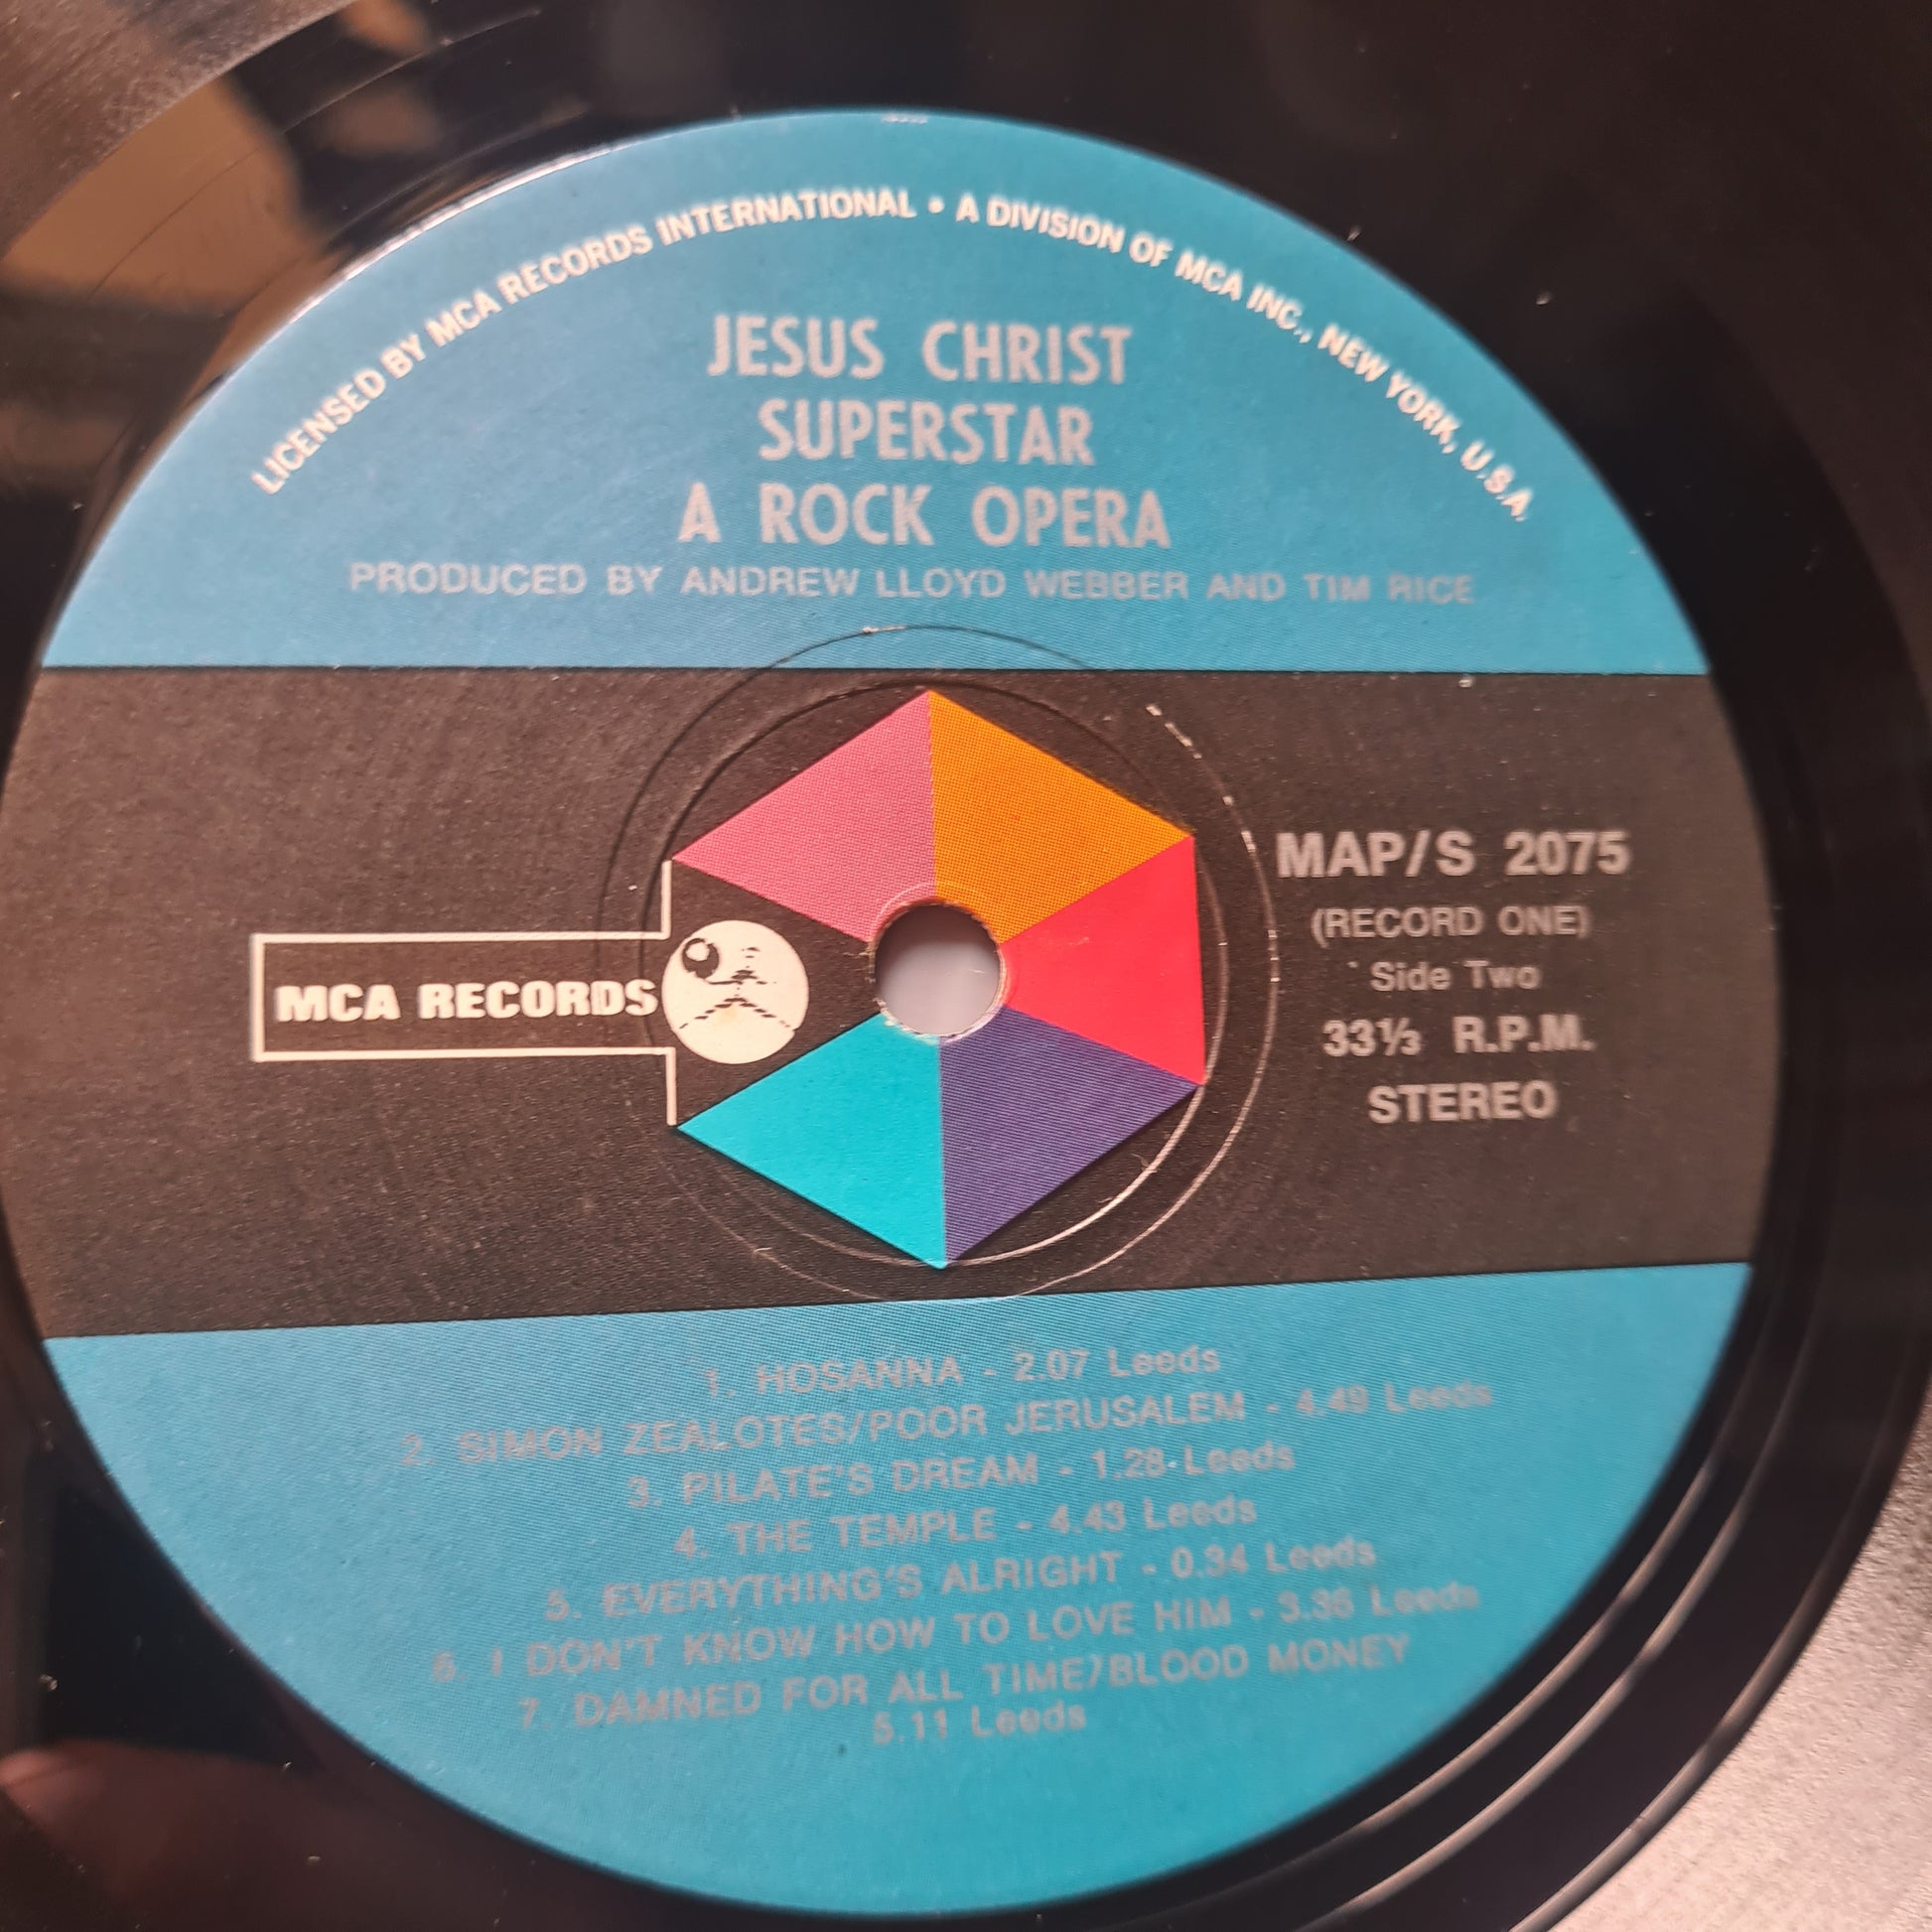 LICENSED BY MCA RECORDS INTERNATIONAL • A DIVISION OF MCA INC., NEW YORK, U.S.A.
JESUS CHRIST
SUPERSTAR
A ROCK OPERA
PRODUCED BY ANDREW LLOYD WEBBER AND TIM RICE
MCA RECORDS
MAP/S 2075
(RECORD ONE)
Side Two
33⅓ R.P.M.
STEREO
1. HOSANNA - 2.07 Leeds
2. SIMON ZEALOTES/POOR JERUSALEM - 4.49 Leeds
3. PILATE'S DREAM - 1.28-Leeds
4. THE TEMPLE - 4.43 Leeds
5. EVERYTHING'S ALRIGHT - 0.34 Leeds
6. I DON'T KNOW HOW TO LOVE HIM - 3.36 Leeds
7. DAMNED FOR ALL TIME/BLOOD MONEY
5.11 Leeds